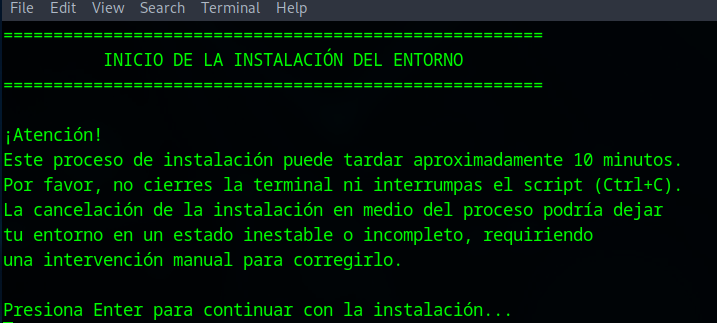 File Edit View Search Terminal Help
======================================================
INICIO DE LA INSTALACIÓN DEL ENTORNO
======================================================
¡Atención!
Este proceso de instalación puede tardar aproximadamente 10 minutos.
Por favor, no cierres la terminal ni interrumpas el script (Ctrl+C).
La cancelación de la instalación en medio del proceso podría dejar
tu entorno en un estado inestable o incompleto, requiriendo
una intervención manual para corregirlo.
Presiona Enter para continuar con la instalación...